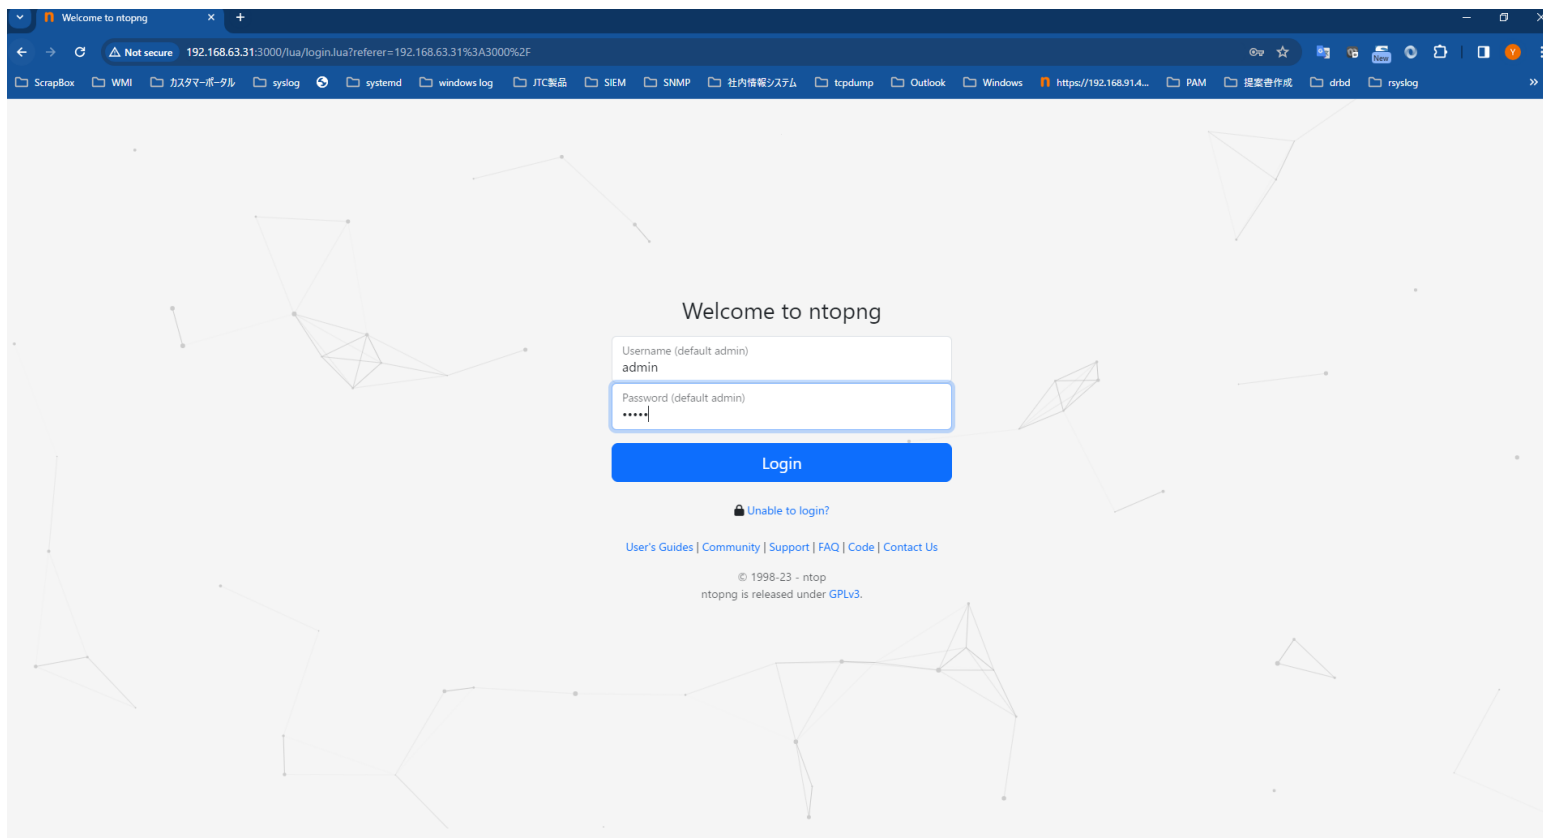 Welcome to ntopng
Not secure 192.168.63.31:3000/lua/login.lua?referer=192.168.63.31%3A3000%2F
New
Y
ScrapBox WMI カスタマーポータル syslog systemd windows log JTC製品 SIEM SNMP 社内情報システム tcpdump Outlook Windows https://192.168.91.4... PAM 提案書作成 drbd rsyslog
Welcome to ntopng
Username (default admin)
admin
Password (default admin)
•••••
Login
Unable to login?
User's Guides | Community | Support | FAQ | Code | Contact Us
© 1998-23 - ntop
ntopng is released under GPLv3.